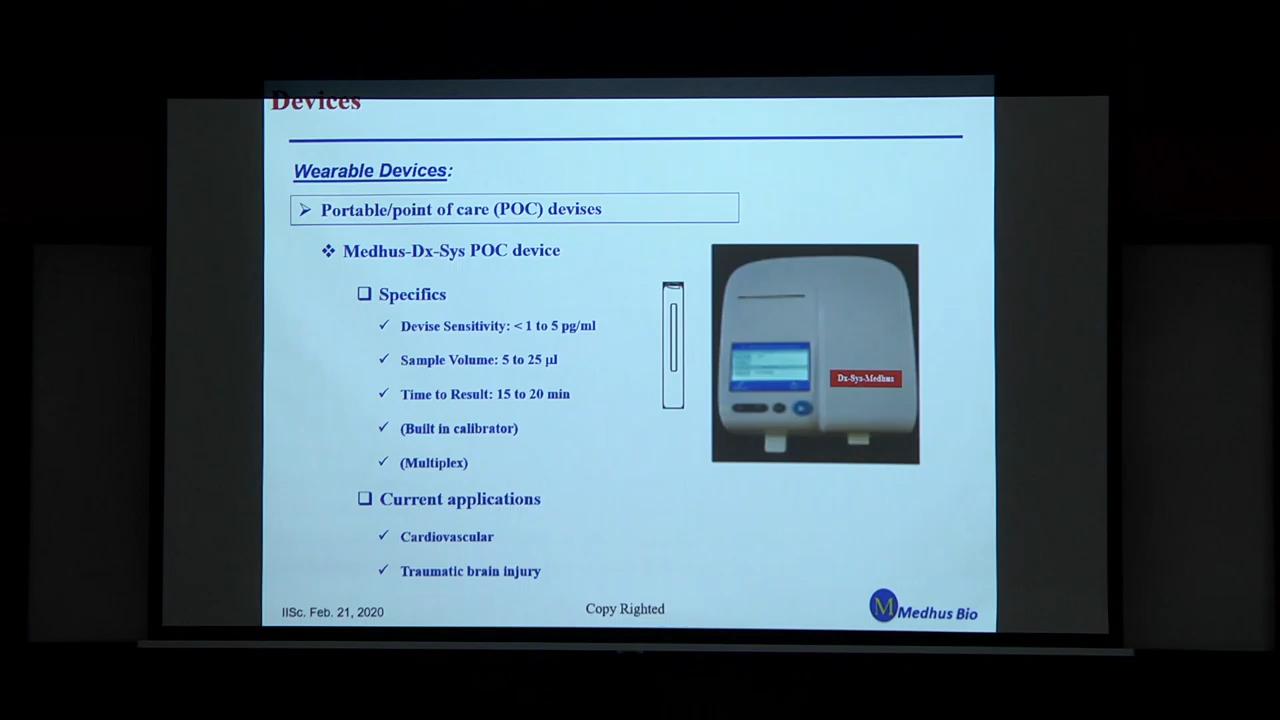 Devices
Wearable Devices:
➢ Portable/point of care (POC) devises
❖ Medhus-Dx-Sys POC device
❑ Specifics
✓ Devise Sensitivity: < 1 to 5 pg/ml
✓ Sample Volume: 5 to 25 µl
✓ Time to Result: 15 to 20 min
✓ (Built in calibrator)
✓ (Multiplex)
❑ Current applications
✓ Cardiovascular
✓ Traumatic brain injury
Dx-Sys-Medhus
IISc. Feb. 21, 2020
Copy Righted
M Medhus Bio